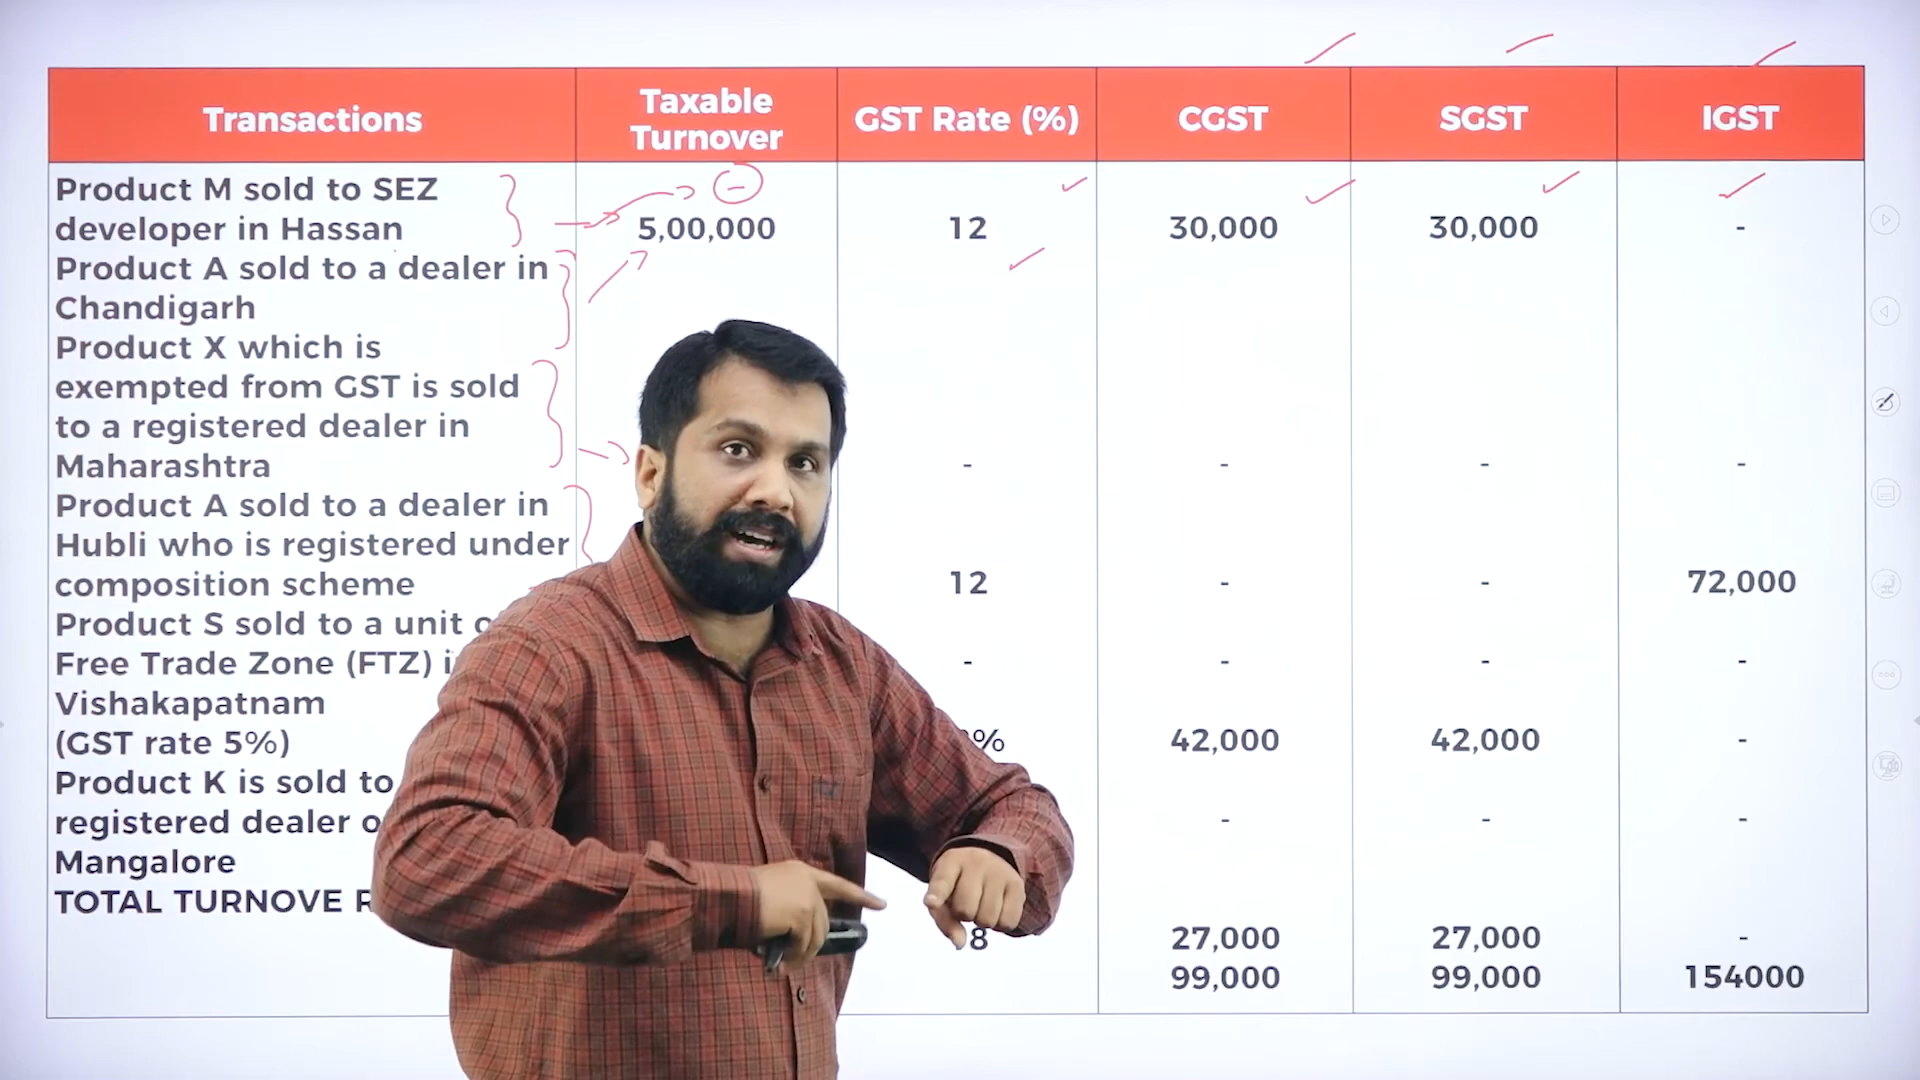 Transactions
Taxable
Turnover
GST Rate (%)
CGST
SGST
IGST
Product M sold to SEZ
developer in Hassan
5,00,000
12
30,000
30,000
-
Product A sold to a dealer in
Chandigarh
Product X which is
exempted from GST is sold
to a registered dealer in
Maharashtra
-
-
-
-
Product A sold to a dealer in
Hubli who is registered under
composition scheme
12
-
-
72,000
Product S sold to a unit
Free Trade Zone (FTZ)
-
-
-
-
Vishakapatnam
(GST rate 5%)
%
42,000
42,000
-
Product K is sold to
registered dealer
-
-
-
Mangalore
TOTAL TURNOVE
8
27,000
27,000
-
99,000
99,000
154000